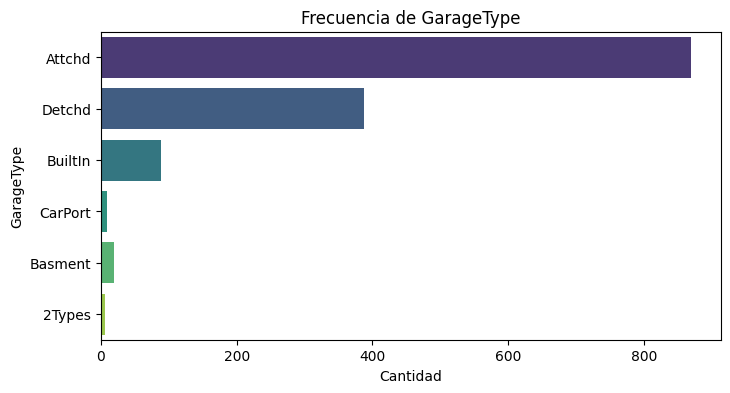 Frecuencia de GarageType
Attchd
Detchd
BuiltIn
CarPort
Basment
2Types
GarageType
0 200 400 600 800
Cantidad